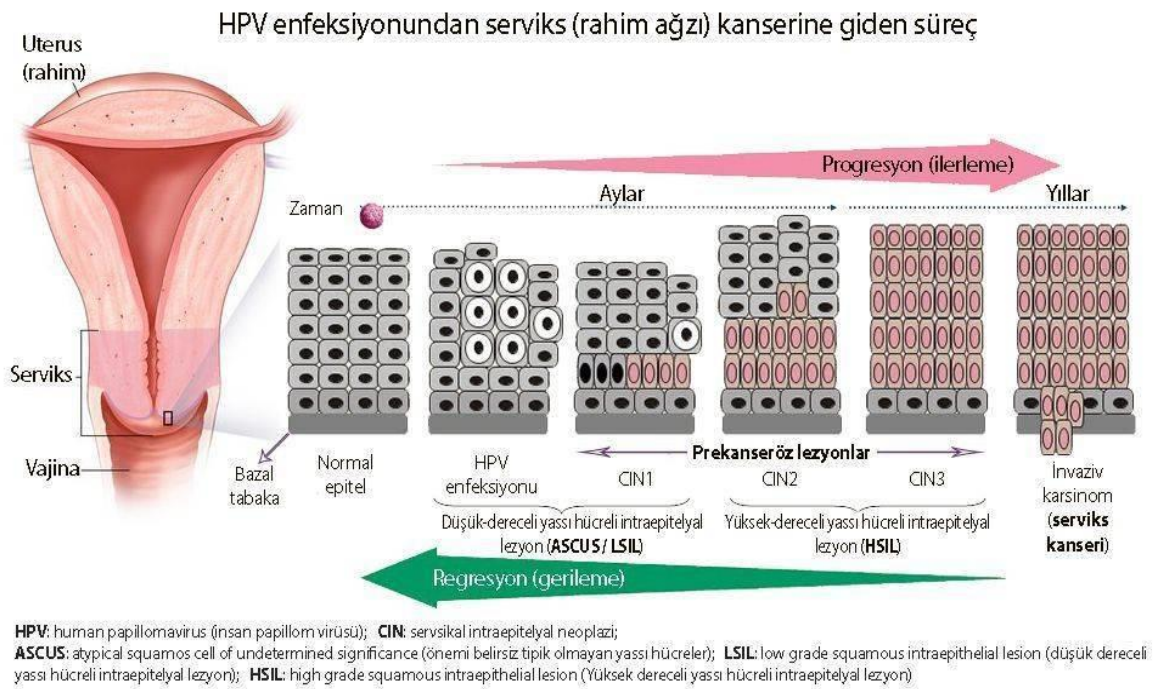 HPV enfeksiyonundan serviks (rahim ağzı) kanserine giden süreç
Uterus
(rahim)
Progresyon (ilerleme)
Zaman
Aylar
Yıllar
Serviks
Vajina
Bazal
tabaka
Normal
epitel
HPV
enfeksiyonu
Prekanseröz lezyonlar
CIN1
CIN2
CIN3
İnvaziv
karsinom
(serviks
kanseri)
Düşük-dereceli yassı hücreli intraepitelyal
lezyon (ASCUS / LSIL)
Yüksek-dereceli yassı hücreli intraepitelyal
lezyon (HSIL)
Regresyon (gerileme)
HPV: human papillomavirus (insan papillom virüsü); CIN: servsikal intraepitelyal neoplazi;
ASCUS: atypical squamos cell of undetermined significance (önemi belirsiz tipik olmayan yassı hücreler); LSIL: low grade squamous intraepithelial lesion (düşük dereceli
yassı hücreli intraepitelyal lezyon); HSIL: high grade squamous intraepithelial lesion (Yüksek dereceli yassı hücreli intraepitelyal lezyon)